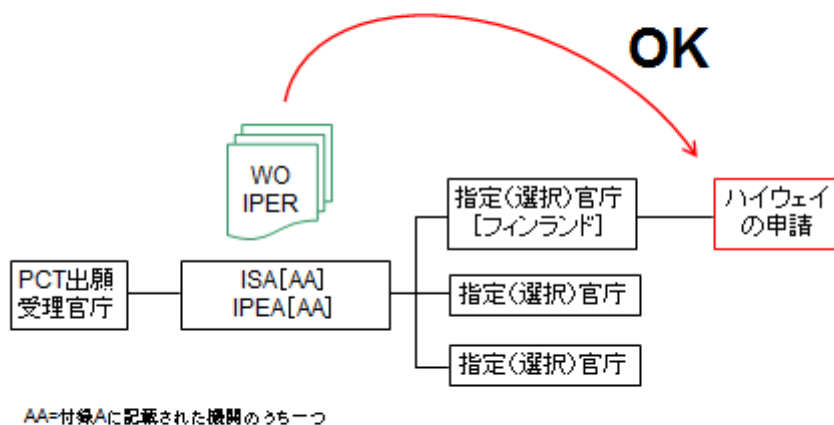 OK
WO
IPER
指定(選択)官庁
[フィンランド]
ハイウェイ
の申請
PCT出願
受理官庁
ISA[AA]
IPEA[AA]
指定(選択)官庁
指定(選択)官庁
AA=付録Aに記載された機関のうち一つ